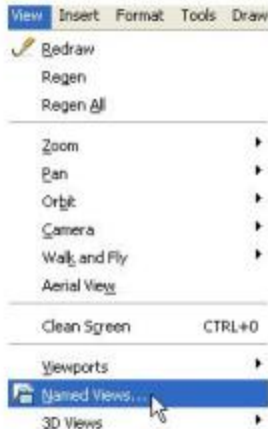 View Insert Format Tools Draw
Redraw
Regen
Regen All
Zoom
Pan
Orbit
Camera
Walk and Fly
Aerial View
Clean Screen CTRL+0
Viewports
Named Views...
3D Views